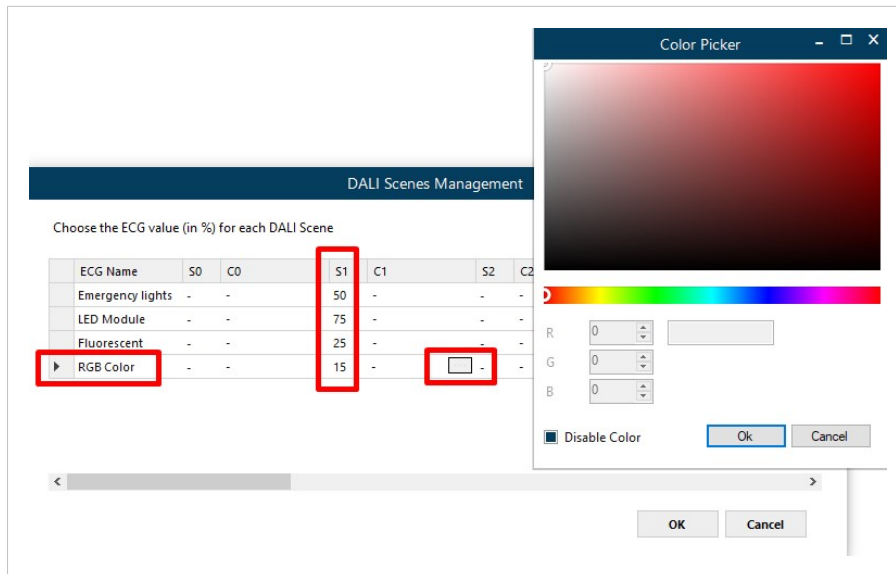 Color Picker
DALI Scenes Management
Choose the ECG value (in %) for each DALI Scene
ECG Name S0 C0 S1 C1 S2 C2
Emergency lights - - 50 - - -
LED Module - - 75 - - -
Fluorescent - - 25 - - -
RGB Color - - 15 - - -
R 0
G 0
B 0
Disable Color Ok Cancel
OK Cancel